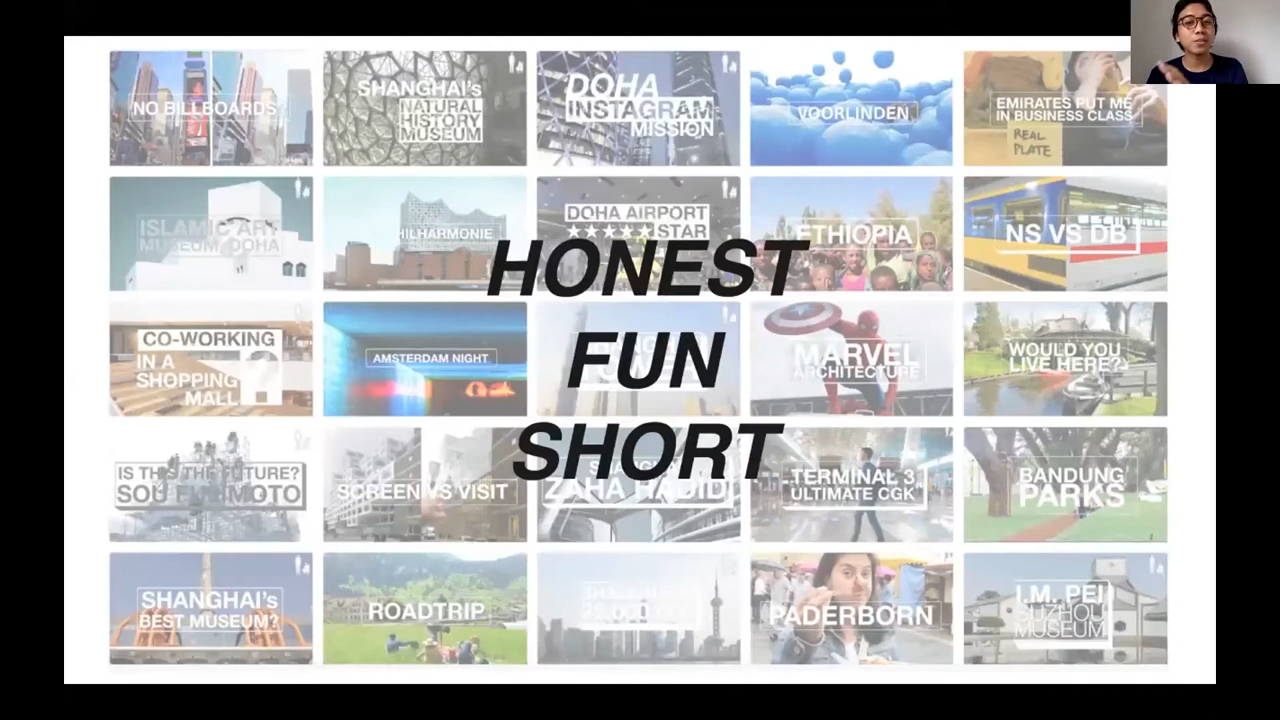 NO BILLBOARDS
SHANGHAI's
NATURAL
HISTORY
MUSEUM
DOHA
INSTAGRAM
MISSION
VOORLINDEN
EMIRATES PUT ME
IN BUSINESS CLASS
REAL
PLATE
ISLAMIC ART
MUSEUM, DOHA
DOHA AIRPORT
★★★★★STAR
ETHIOPIA
NS VS DB
HONEST
FUN
SHORT
CO-WORKING
IN A
SHOPPING
MALL
?
AMSTERDAM NIGHT
MARVEL
ARCHITECTURE
WOULD YOU
LIVE HERE?
IS THIS THE FUTURE?
SOU FUJIMOTO
SCREEN VS VISIT
ZAHA HADID
TERMINAL 3
ULTIMATE CGK
BANDUNG
PARKS
SHANGHAI's
BEST MUSEUM?
ROADTRIP
PADERBORN
I.M. PEI
SUZHOU
MUSEUM